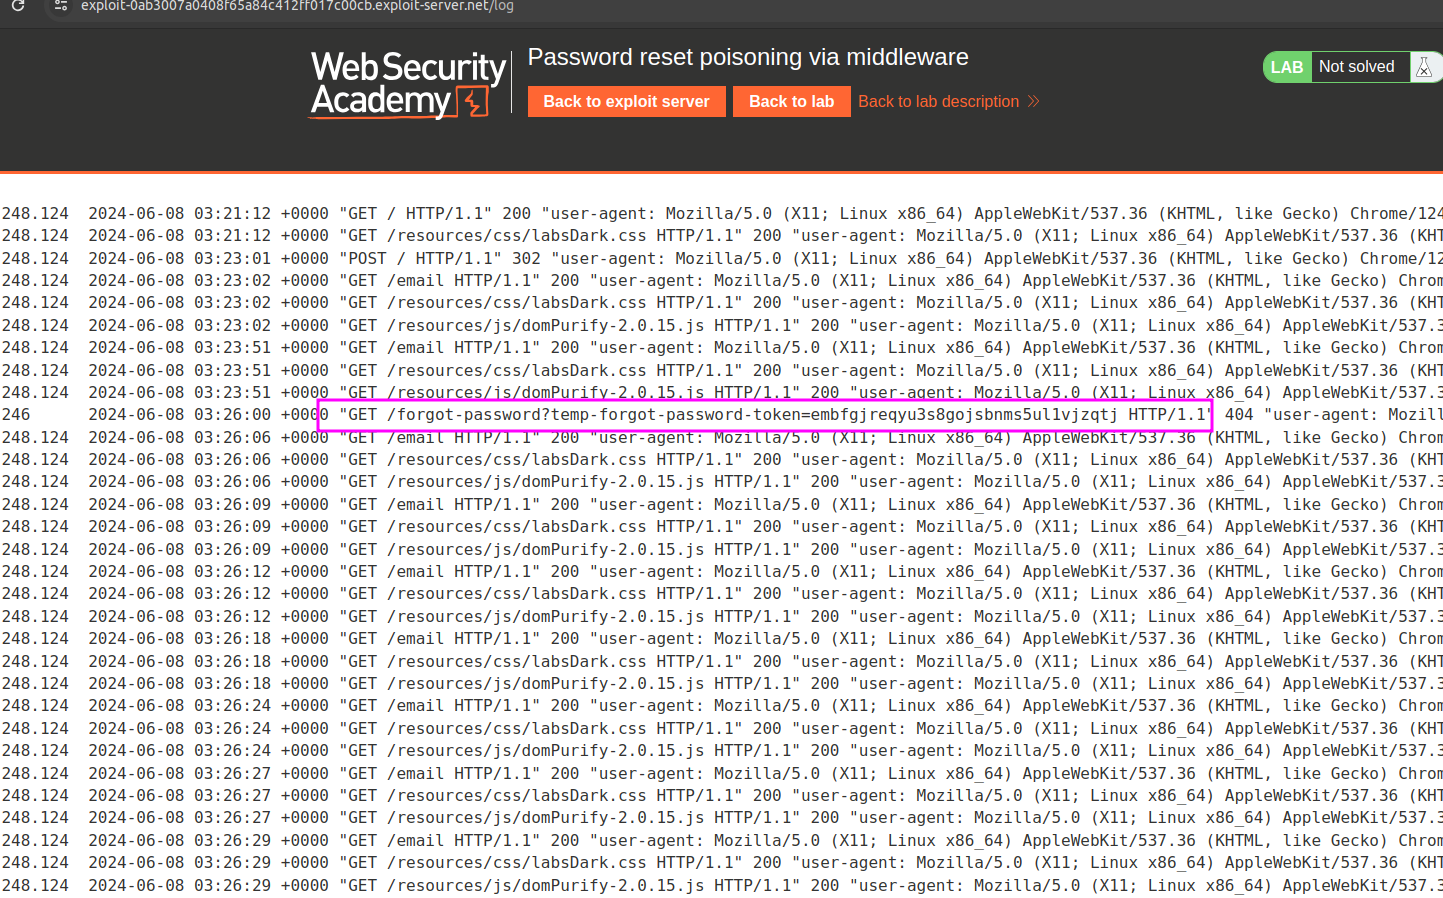 exploit-0ab3007a0408f65a84c412ff017c00cb.exploit-server.net/log
Web Security
Academy
Password reset poisoning via middleware
Back to exploit server
Back to lab
Back to lab description
LAB
Not solved
248.124 2024-06-08 03:21:12 +0000 "GET / HTTP/1.1" 200 "user-agent: Mozilla/5.0 (X11; Linux x86_64) AppleWebKit/537.36 (KHTML, like Gecko) Chrome/124
248.124 2024-06-08 03:21:12 +0000 "GET /resources/css/labsDark.css HTTP/1.1" 200 "user-agent: Mozilla/5.0 (X11; Linux x86_64) AppleWebKit/537.36 (KHT
248.124 2024-06-08 03:23:01 +0000 "POST / HTTP/1.1" 302 "user-agent: Mozilla/5.0 (X11; Linux x86_64) AppleWebKit/537.36 (KHTML, like Gecko) Chrome/12
248.124 2024-06-08 03:23:02 +0000 "GET /email HTTP/1.1" 200 "user-agent: Mozilla/5.0 (X11; Linux x86_64) AppleWebKit/537.36 (KHTML, like Gecko) Chrom
248.124 2024-06-08 03:23:02 +0000 "GET /resources/css/labsDark.css HTTP/1.1" 200 "user-agent: Mozilla/5.0 (X11; Linux x86_64) AppleWebKit/537.36 (KHT
248.124 2024-06-08 03:23:02 +0000 "GET /resources/js/domPurify-2.0.15.js HTTP/1.1" 200 "user-agent: Mozilla/5.0 (X11; Linux x86_64) AppleWebKit/537.3
248.124 2024-06-08 03:23:51 +0000 "GET /email HTTP/1.1" 200 "user-agent: Mozilla/5.0 (X11; Linux x86_64) AppleWebKit/537.36 (KHTML, like Gecko) Chrom
248.124 2024-06-08 03:23:51 +0000 "GET /resources/css/labsDark.css HTTP/1.1" 200 "user-agent: Mozilla/5.0 (X11; Linux x86_64) AppleWebKit/537.36 (KHT
248.124 2024-06-08 03:23:51 +0000 "GET /resources/js/domPurify-2.0.15.js HTTP/1.1" 200 "user-agent: Mozilla/5.0 (X11; Linux x86_64) AppleWebKit/537.3
246 2024-06-08 03:26:00 +0000 "GET /forgot-password?temp-forgot-password-token=embfgjreqyu3s8gojsbnms5ul1vjzqtj HTTP/1.1" 404 "user-agent: Mozill
248.124 2024-06-08 03:26:06 +0000 "GET /email HTTP/1.1" 200 "user-agent: Mozilla/5.0 (X11; Linux x86_64) AppleWebKit/537.36 (KHTML, like Gecko) Chrom
248.124 2024-06-08 03:26:06 +0000 "GET /resources/css/labsDark.css HTTP/1.1" 200 "user-agent: Mozilla/5.0 (X11; Linux x86_64) AppleWebKit/537.36 (KHT
248.124 2024-06-08 03:26:06 +0000 "GET /resources/js/domPurify-2.0.15.js HTTP/1.1" 200 "user-agent: Mozilla/5.0 (X11; Linux x86_64) AppleWebKit/537.3
248.124 2024-06-08 03:26:09 +0000 "GET /email HTTP/1.1" 200 "user-agent: Mozilla/5.0 (X11; Linux x86_64) AppleWebKit/537.36 (KHTML, like Gecko) Chrom
248.124 2024-06-08 03:26:09 +0000 "GET /resources/css/labsDark.css HTTP/1.1" 200 "user-agent: Mozilla/5.0 (X11; Linux x86_64) AppleWebKit/537.36 (KHT
248.124 2024-06-08 03:26:09 +0000 "GET /resources/js/domPurify-2.0.15.js HTTP/1.1" 200 "user-agent: Mozilla/5.0 (X11; Linux x86_64) AppleWebKit/537.3
248.124 2024-06-08 03:26:12 +0000 "GET /email HTTP/1.1" 200 "user-agent: Mozilla/5.0 (X11; Linux x86_64) AppleWebKit/537.36 (KHTML, like Gecko) Chrom
248.124 2024-06-08 03:26:12 +0000 "GET /resources/css/labsDark.css HTTP/1.1" 200 "user-agent: Mozilla/5.0 (X11; Linux x86_64) AppleWebKit/537.36 (KHT
248.124 2024-06-08 03:26:12 +0000 "GET /resources/js/domPurify-2.0.15.js HTTP/1.1" 200 "user-agent: Mozilla/5.0 (X11; Linux x86_64) AppleWebKit/537.3
248.124 2024-06-08 03:26:18 +0000 "GET /email HTTP/1.1" 200 "user-agent: Mozilla/5.0 (X11; Linux x86_64) AppleWebKit/537.36 (KHTML, like Gecko) Chrom
248.124 2024-06-08 03:26:18 +0000 "GET /resources/css/labsDark.css HTTP/1.1" 200 "user-agent: Mozilla/5.0 (X11; Linux x86_64) AppleWebKit/537.36 (KHT
248.124 2024-06-08 03:26:18 +0000 "GET /resources/js/domPurify-2.0.15.js HTTP/1.1" 200 "user-agent: Mozilla/5.0 (X11; Linux x86_64) AppleWebKit/537.3
248.124 2024-06-08 03:26:24 +0000 "GET /email HTTP/1.1" 200 "user-agent: Mozilla/5.0 (X11; Linux x86_64) AppleWebKit/537.36 (KHTML, like Gecko) Chrom
248.124 2024-06-08 03:26:24 +0000 "GET /resources/css/labsDark.css HTTP/1.1" 200 "user-agent: Mozilla/5.0 (X11; Linux x86_64) AppleWebKit/537.36 (KHT
248.124 2024-06-08 03:26:24 +0000 "GET /resources/js/domPurify-2.0.15.js HTTP/1.1" 200 "user-agent: Mozilla/5.0 (X11; Linux x86_64) AppleWebKit/537.3
248.124 2024-06-08 03:26:27 +0000 "GET /email HTTP/1.1" 200 "user-agent: Mozilla/5.0 (X11; Linux x86_64) AppleWebKit/537.36 (KHTML, like Gecko) Chrom
248.124 2024-06-08 03:26:27 +0000 "GET /resources/css/labsDark.css HTTP/1.1" 200 "user-agent: Mozilla/5.0 (X11; Linux x86_64) AppleWebKit/537.36 (KHT
248.124 2024-06-08 03:26:27 +0000 "GET /resources/js/domPurify-2.0.15.js HTTP/1.1" 200 "user-agent: Mozilla/5.0 (X11; Linux x86_64) AppleWebKit/537.3
248.124 2024-06-08 03:26:29 +0000 "GET /email HTTP/1.1" 200 "user-agent: Mozilla/5.0 (X11; Linux x86_64) AppleWebKit/537.36 (KHTML, like Gecko) Chrom
248.124 2024-06-08 03:26:29 +0000 "GET /resources/css/labsDark.css HTTP/1.1" 200 "user-agent: Mozilla/5.0 (X11; Linux x86_64) AppleWebKit/537.36 (KHT
248.124 2024-06-08 03:26:29 +0000 "GET /resources/js/domPurify-2.0.15.js HTTP/1.1" 200 "user-agent: Mozilla/5.0 (X11; Linux x86_64) AppleWebKit/537.3